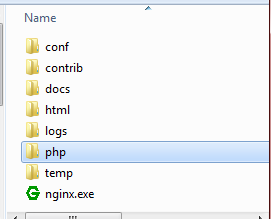 Name
conf
contrib
docs
html
logs
php
temp
nginx.exe